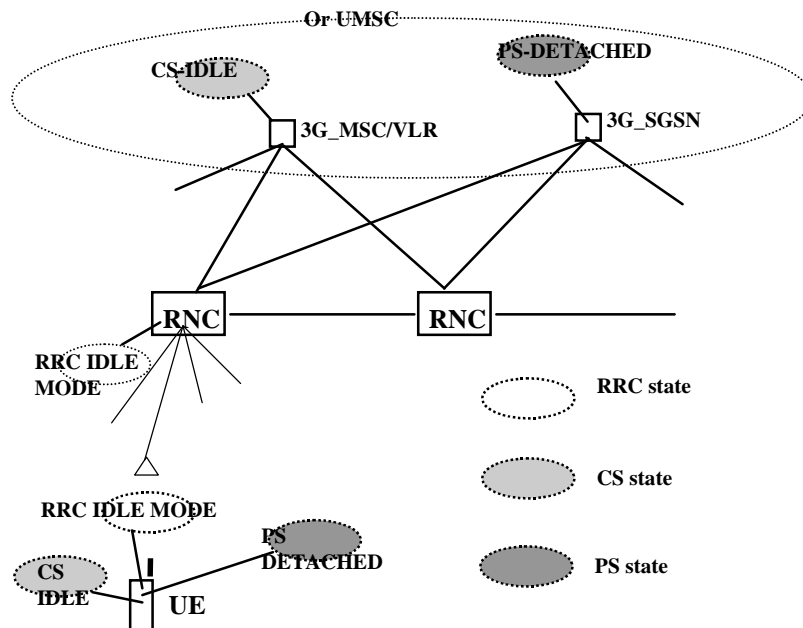 Or UMSC
CS-IDLE
PS-DETACHED
3G_MSC/VLR
3G_SGSN
RNC
RNC
RRC IDLE
MODE
RRC state
CS state
PS state
RRC IDLE MODE
PS
DETACHED
CS
IDLE
UE